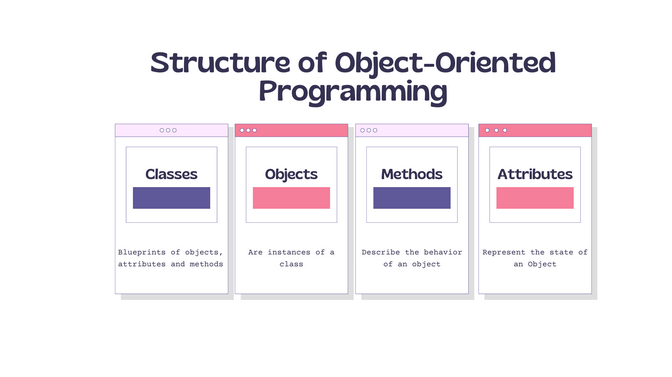 Structure of Object-Oriented
Programming
Classes
Blueprints of objects,
attributes and methods
Objects
Are instances of a
class
Methods
Describe the behavior
of an object
Attributes
Represent the state of
an Object